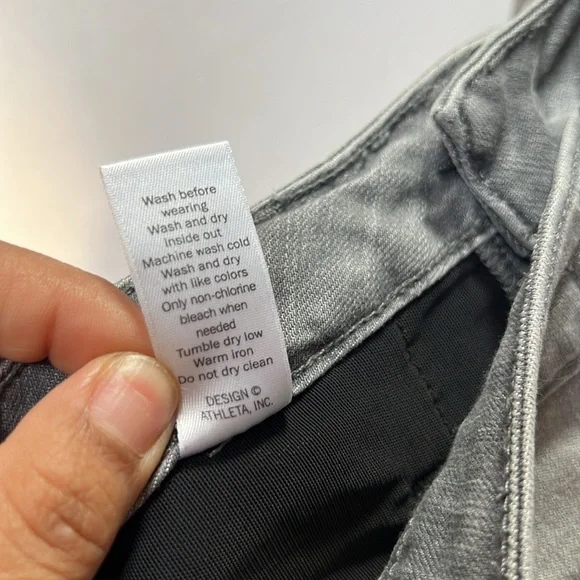 Wash before
wearing
Wash and dry
inside out
Machine wash cold
Wash and dry
with like colors
Only non-chlorine
bleach when
needed
Tumble dry low
Warm iron
Do not dry clean
DESIGN ©
ATHLETA, INC.